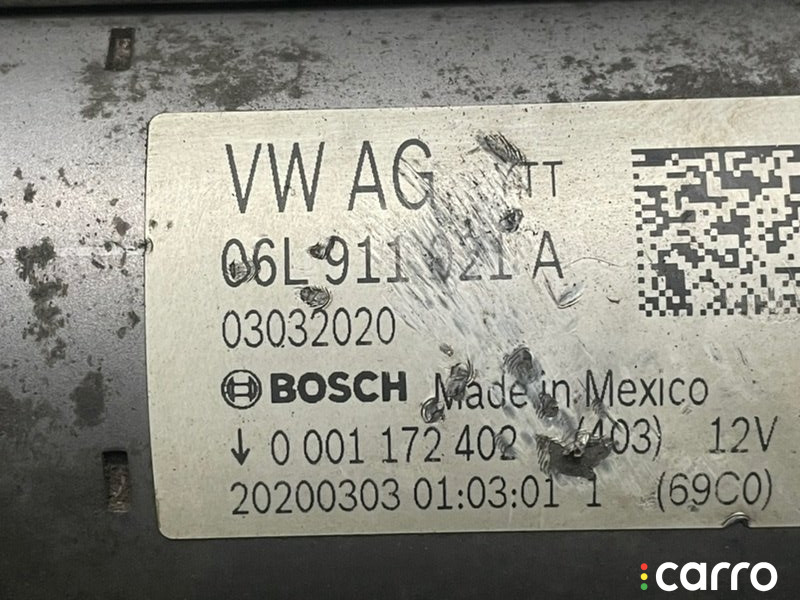 VW AG YTT
06L 911 021 A
03032020
BOSCH Made in Mexico
↓ 0 001 172 402 (403) 12V
20200303 01:03:01 1 (69C0)
carro